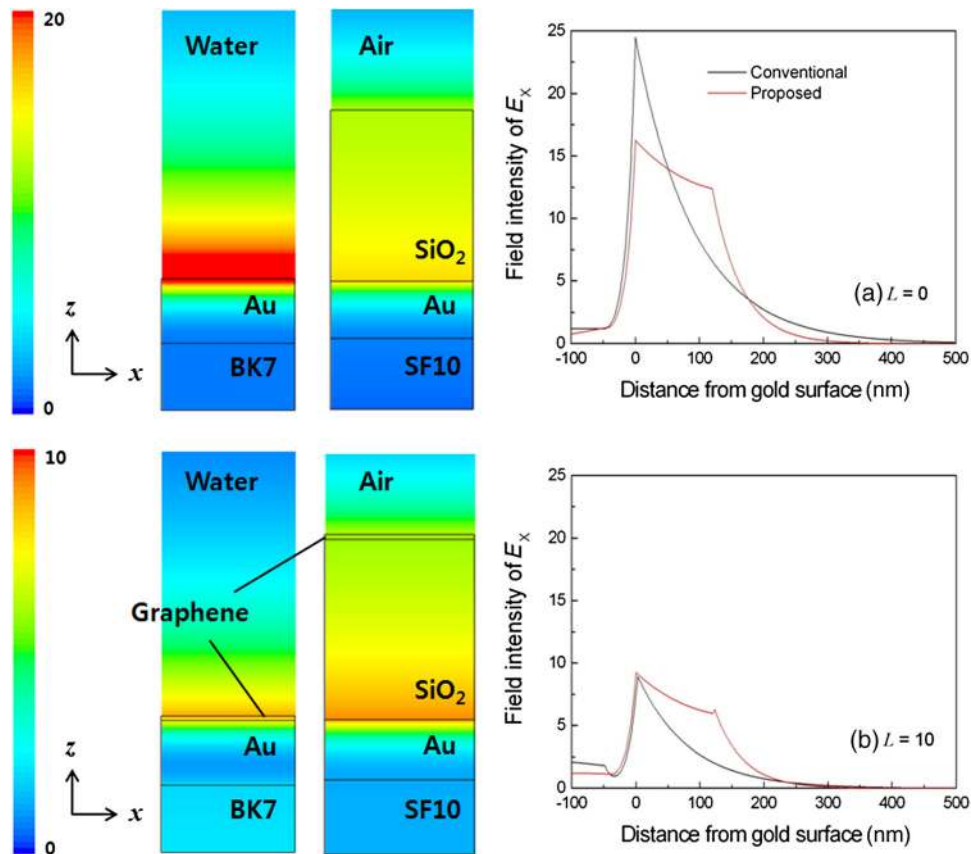 20
0
Water
Au
BK7
z
x
Air
SiO₂
Au
SF10
Field intensity of Eₓ
25
20
15
10
5
0
Conventional
Proposed
(a) L = 0
-100 0 100 200 300 400 500
Distance from gold surface (nm)
10
0
Water
Graphene
Au
BK7
z
x
Air
SiO₂
Au
SF10
Field intensity of Eₓ
25
20
15
10
5
0
(b) L = 10
-100 0 100 200 300 400 500
Distance from gold surface (nm)